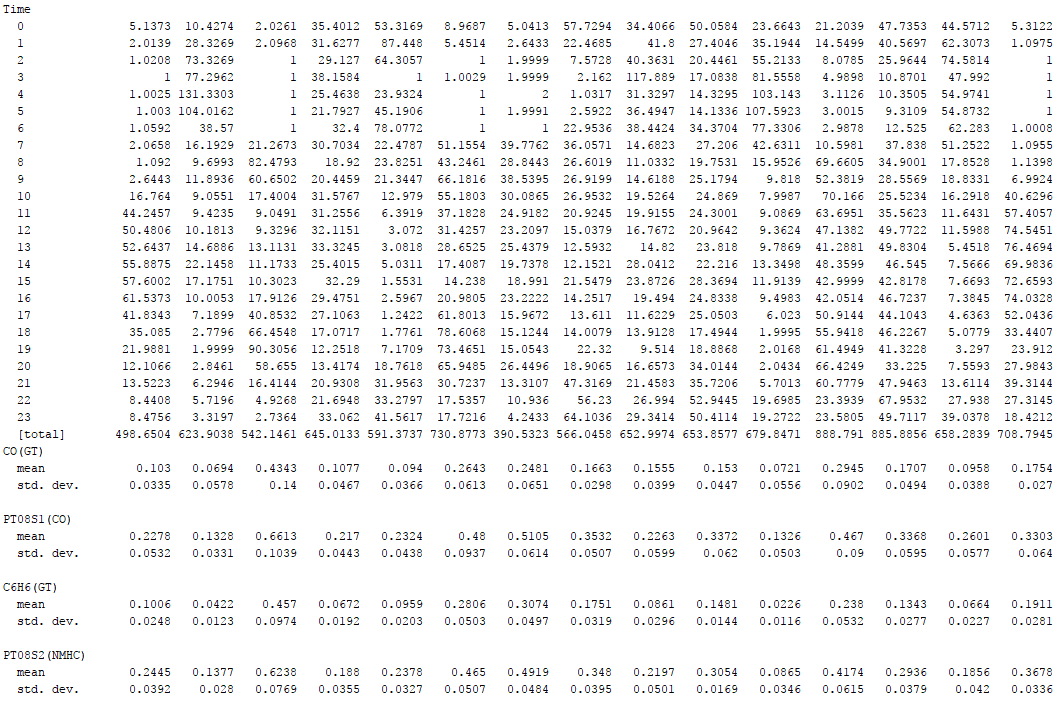 Time
0 5.1373 10.4274 2.0261 35.4012 53.3169 8.9687 5.0413 57.7294 34.4066 50.0584 23.6643 21.2039 47.7353 44.5712 5.3122
1 2.0139 28.3269 2.0968 31.6277 87.448 5.4514 2.6433 22.4685 41.8 27.4046 35.1944 14.5499 40.5697 62.3073 1.0975
2 1.0208 73.3269 1 29.127 64.3057 1 1.9999 7.5728 40.3631 20.4461 55.2133 8.0785 25.9644 74.5814 1
3 1 77.2962 1 38.1584 1 1.0029 1.9999 2.162 117.889 17.0838 81.5558 4.9898 10.8701 47.992 1
4 1.0025 131.3303 1 25.4638 23.9324 1 2 1.0317 31.3297 14.3295 103.143 3.1126 10.3505 54.9741 1
5 1.003 104.0162 1 21.7927 45.1906 1 1.9991 2.5922 36.4947 14.1336 107.5923 3.0015 9.3109 54.8732 1
6 1.0592 38.57 1 32.4 78.0772 1 1 22.9536 38.4424 34.3704 77.3306 2.9878 12.525 62.283 1.0008
7 2.0658 16.1929 21.2673 30.7034 22.4787 51.1554 39.7762 36.0571 14.6823 27.206 42.6311 10.5981 37.838 51.2522 1.0955
8 1.092 9.6993 82.4793 18.92 23.8251 43.2461 28.8443 26.6019 11.0332 19.7531 15.9526 69.6605 34.9001 17.8528 1.1398
9 2.6443 11.8936 60.6502 20.4459 21.3447 66.1816 38.5395 26.9199 14.6188 25.1794 9.818 52.3819 28.5569 18.8331 6.9924
10 16.764 9.0551 17.4004 31.5767 12.979 55.1803 30.0865 26.9532 19.5264 24.869 7.9987 70.166 25.5234 16.2918 40.6296
11 44.2457 9.4235 9.0491 31.2556 6.3919 37.1828 24.9182 20.9245 19.9155 24.3001 9.0869 63.6951 35.5623 11.6431 57.4057
12 50.4806 10.1813 9.3296 32.1151 3.072 31.4257 23.2097 15.0379 16.7672 20.9642 9.3624 47.1382 49.7722 11.5988 74.5451
13 52.6437 14.6886 13.1131 33.3245 3.0818 28.6525 25.4379 12.5932 14.82 23.818 9.7869 41.2881 49.8304 5.4518 76.4694
14 55.8875 22.1458 11.1733 25.4015 5.0311 17.4087 19.7378 12.1521 28.0412 22.216 13.3498 48.3599 46.545 7.5666 69.9836
15 57.6002 17.1751 10.3023 32.29 1.5531 14.238 18.991 21.5479 23.8726 28.3694 11.9139 42.9999 42.8178 7.6693 72.6593
16 61.5373 10.0053 17.9126 29.4751 2.5967 20.9805 23.2222 14.2517 19.494 24.8338 9.4983 42.0514 46.7237 7.3845 74.0328
17 41.8343 7.1899 40.8532 27.1063 1.2422 61.8013 15.9672 13.611 11.6229 25.0503 6.023 50.9144 44.1043 4.6363 52.0436
18 35.085 2.7796 66.4548 17.0717 1.7761 78.6068 15.1244 14.0079 13.9128 17.4944 1.9995 55.9418 46.2267 5.0779 33.4407
19 21.9881 1.9999 90.3056 12.2518 7.1709 73.4651 15.0543 22.32 9.514 18.8868 2.0168 61.4949 41.3228 3.297 23.912
20 12.1066 2.8461 58.655 13.4174 18.7618 65.9485 26.4496 18.9065 16.6573 34.0144 2.0434 66.4249 33.225 7.5593 27.9843
21 13.5223 6.2946 16.4144 20.9308 31.9563 30.7237 13.3107 47.3169 21.4583 35.7206 5.7013 60.7779 47.9463 13.6114 39.3144
22 8.4408 5.7196 4.9268 21.6948 33.2797 17.5357 10.936 56.23 26.994 52.9445 19.6985 23.3939 67.9532 27.938 27.3145
23 8.4756 3.3197 2.7364 33.062 41.5617 17.7216 4.2433 64.1036 29.3414 50.4114 19.2722 23.5805 49.7117 39.0378 18.4212
[total] 498.6504 623.9038 542.1461 645.0133 591.3737 730.8773 390.5323 566.0458 652.9974 653.8577 679.8471 888.791 885.8856 658.2839 708.7945
CO(GT)
mean 0.103 0.0694 0.4343 0.1077 0.094 0.2643 0.2481 0.1663 0.1555 0.153 0.0721 0.2945 0.1707 0.0958 0.1754
std. dev. 0.0335 0.0578 0.14 0.0467 0.0366 0.0613 0.0651 0.0298 0.0399 0.0447 0.0556 0.0902 0.0494 0.0388 0.027
PT08S1(CO)
mean 0.2278 0.1328 0.6613 0.217 0.2324 0.48 0.5105 0.3532 0.2263 0.3372 0.1326 0.467 0.3368 0.2601 0.3303
std. dev. 0.0532 0.0331 0.1039 0.0443 0.0438 0.0937 0.0614 0.0507 0.0599 0.062 0.0503 0.09 0.0595 0.0577 0.064
C6H6(GT)
mean 0.1006 0.0422 0.457 0.0672 0.0959 0.2806 0.3074 0.1751 0.0861 0.1481 0.0226 0.238 0.1343 0.0664 0.1911
std. dev. 0.0248 0.0123 0.0974 0.0192 0.0203 0.0503 0.0497 0.0319 0.0296 0.0144 0.0116 0.0532 0.0277 0.0227 0.0281
PT08S2(NMHC)
mean 0.2445 0.1377 0.6238 0.188 0.2378 0.465 0.4919 0.348 0.2197 0.3054 0.0865 0.4174 0.2936 0.1856 0.3678
std. dev. 0.0392 0.028 0.0769 0.0355 0.0327 0.0507 0.0484 0.0395 0.0501 0.0169 0.0346 0.0615 0.0379 0.042 0.0336